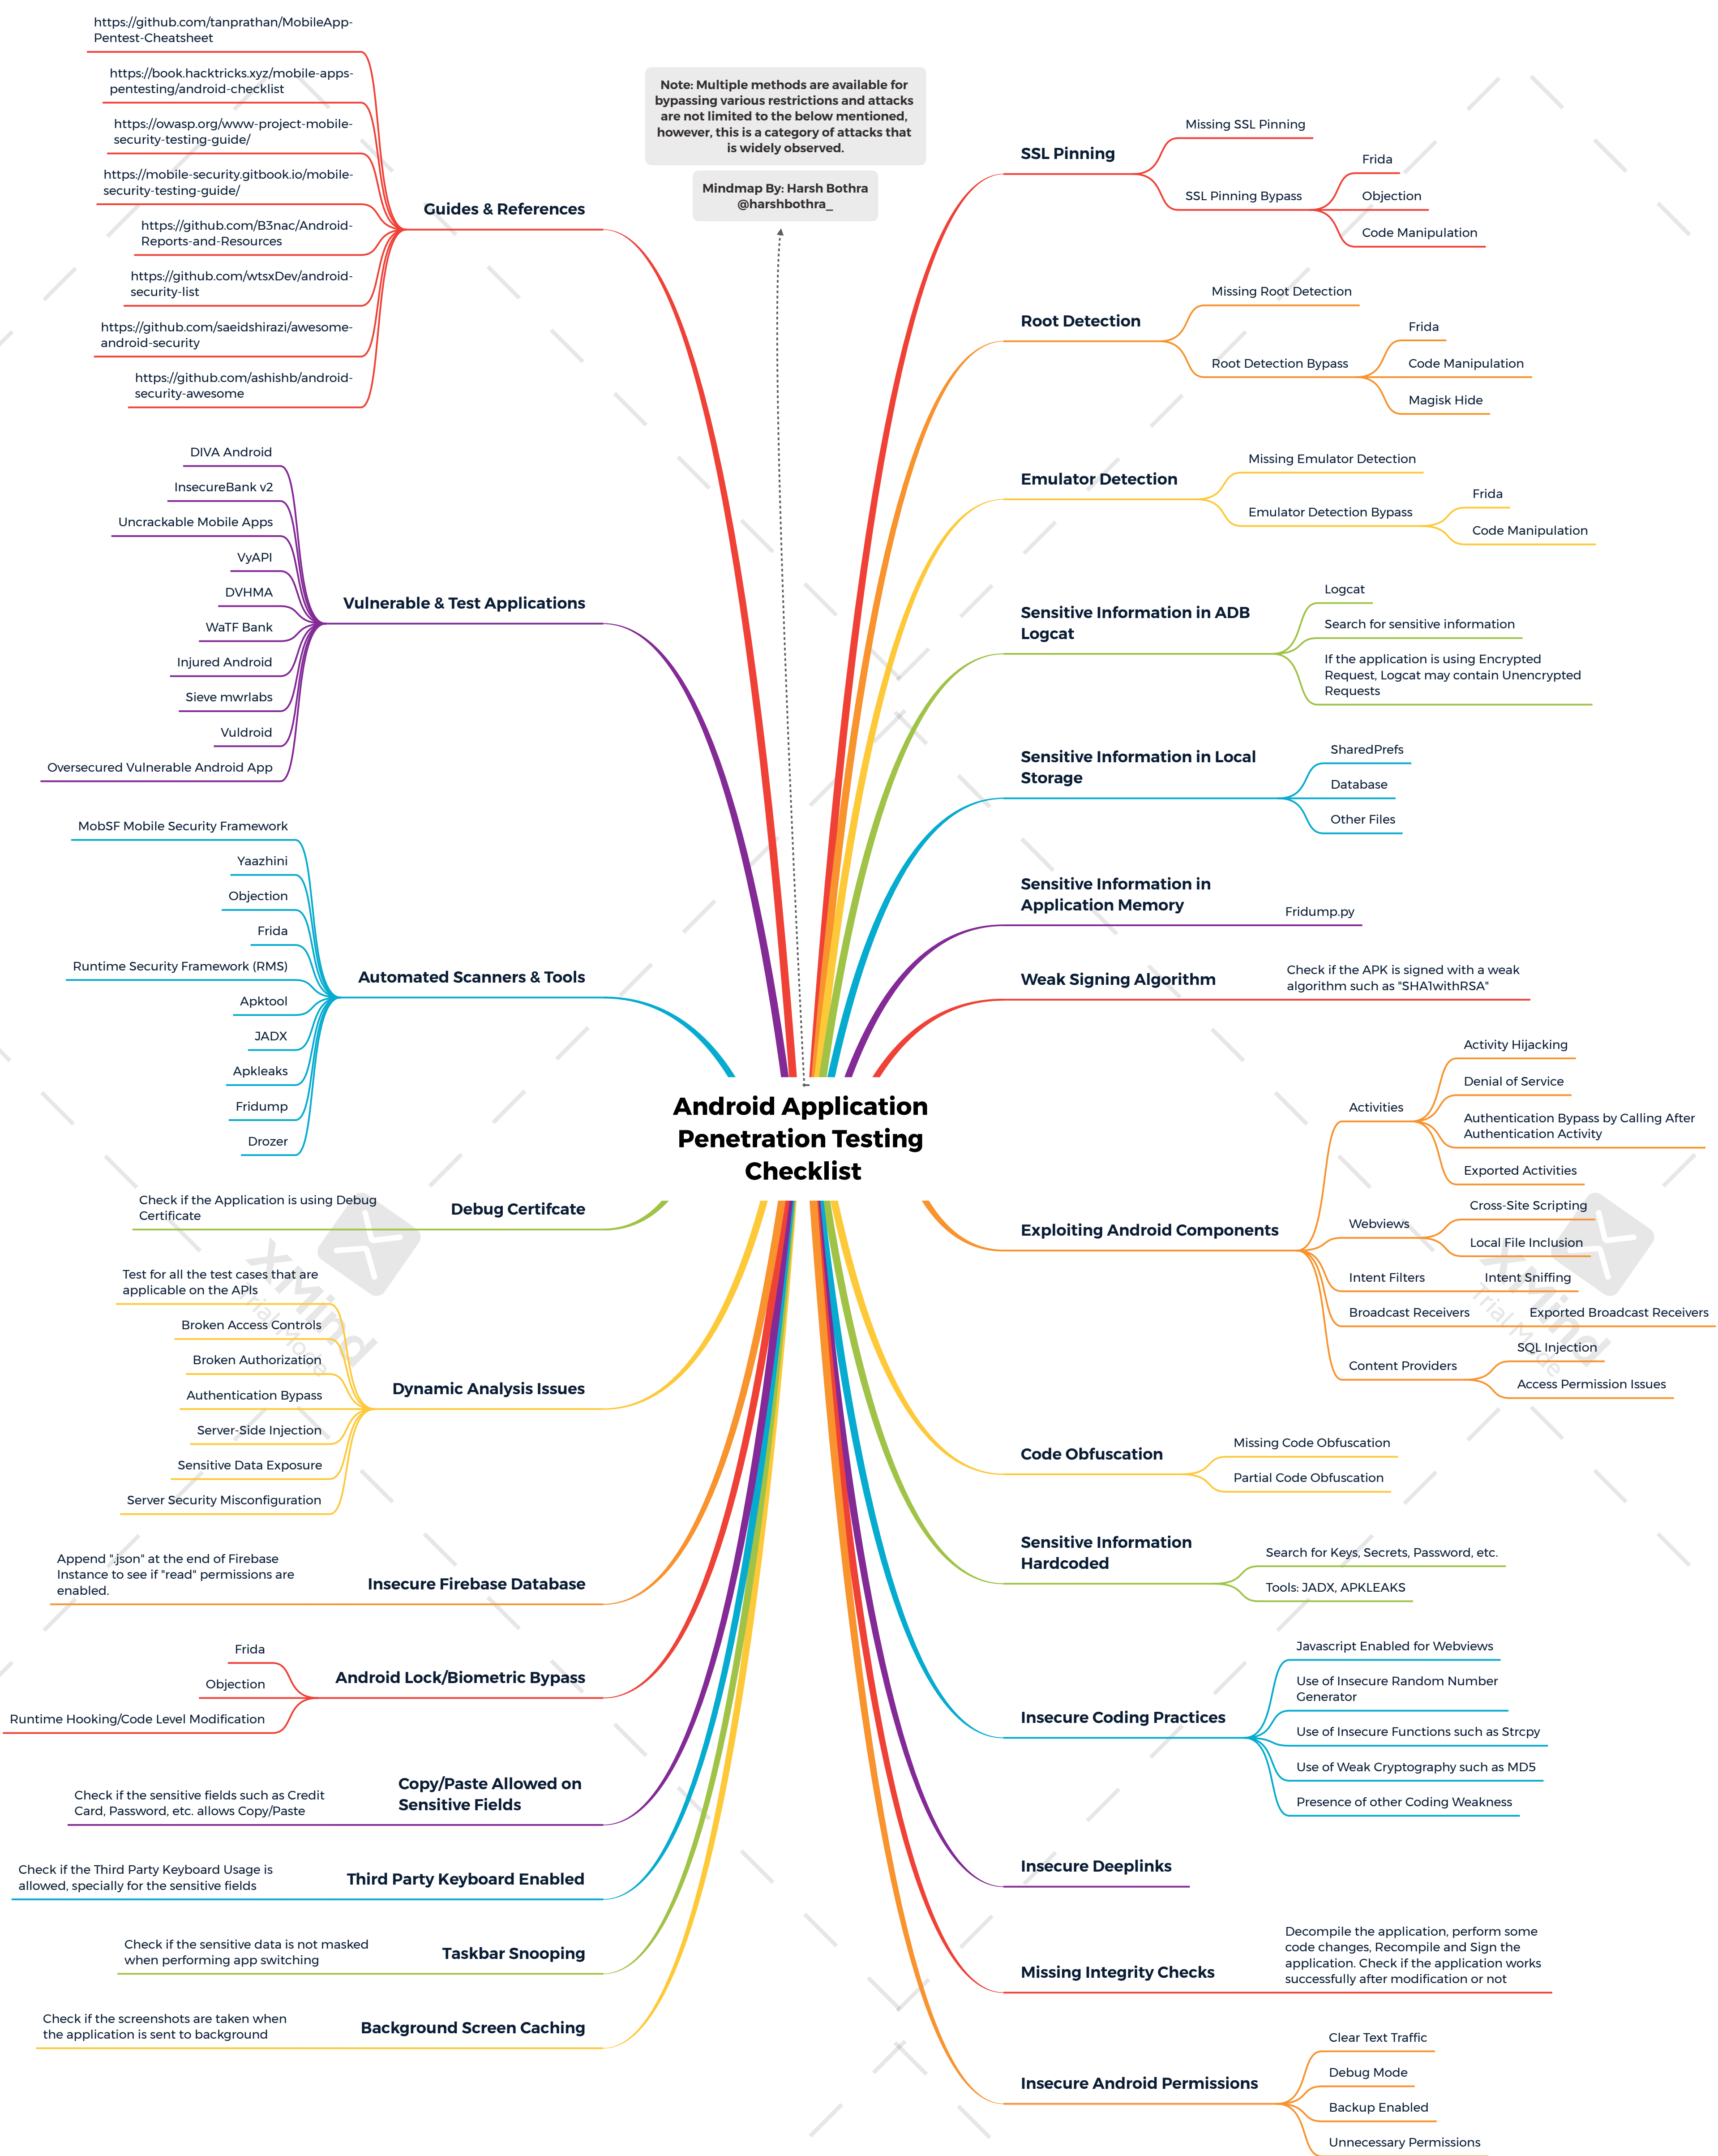 Note: Multiple methods are available for
bypassing various restrictions and attacks
are not limited to the below mentioned,
however, this is a category of attacks that
is widely observed.
Mindmap By: Harsh Bothra
@harshbothra_
Android Application
Penetration Testing
Checklist
SSL Pinning
Missing SSL Pinning
SSL Pinning Bypass
Frida
Objection
Code Manipulation
Root Detection
Missing Root Detection
Root Detection Bypass
Frida
Code Manipulation
Magisk Hide
Emulator Detection
Missing Emulator Detection
Emulator Detection Bypass
Frida
Code Manipulation
Sensitive Information in ADB
Logcat
Logcat
Search for sensitive information
If the application is using Encrypted
Request, Logcat may contain Unencrypted
Requests
Sensitive Information in Local
Storage
SharedPrefs
Database
Other Files
Sensitive Information in
Application Memory
Fridump.py
Weak Signing Algorithm
Check if the APK is signed with a weak
algorithm such as "SHA1withRSA"
Exploiting Android Components
Activities
Activity Hijacking
Denial of Service
Authentication Bypass by Calling After
Authentication Activity
Exported Activities
Webviews
Cross-Site Scripting
Local File Inclusion
Intent Filters
Intent Sniffing
Broadcast Receivers
Exported Broadcast Receivers
Content Providers
SQL Injection
Access Permission Issues
Code Obfuscation
Missing Code Obfuscation
Partial Code Obfuscation
Sensitive Information
Hardcoded
Search for Keys, Secrets, Password, etc.
Tools: JADX, APKLEAKS
Insecure Coding Practices
Javascript Enabled for Webviews
Use of Insecure Random Number
Generator
Use of Insecure Functions such as Strcpy
Use of Weak Cryptography such as MD5
Presence of other Coding Weakness
Insecure Deeplinks
Missing Integrity Checks
Decompile the application, perform some
code changes, Recompile and Sign the
application. Check if the application works
successfully after modification or not
Insecure Android Permissions
Clear Text Traffic
Debug Mode
Backup Enabled
Unnecessary Permissions
Guides & References
https://github.com/tanprathan/MobileApp-
Pentest-Cheatsheet
https://book.hacktricks.xyz/mobile-apps-
pentesting/android-checklist
https://owasp.org/www-project-mobile-
security-testing-guide/
https://mobile-security.gitbook.io/mobile-
security-testing-guide/
https://github.com/B3nac/Android-
Reports-and-Resources
https://github.com/wtsxDev/android-
security-list
https://github.com/saeidshirazi/awesome-
android-security
https://github.com/ashishb/android-
security-awesome
Vulnerable & Test Applications
DIVA Android
InsecureBank v2
Uncrackable Mobile Apps
VyAPI
DVHMA
WaTF Bank
Injured Android
Sieve mwrlabs
Vuldroid
Oversecured Vulnerable Android App
Automated Scanners & Tools
MobSF Mobile Security Framework
Yaazhini
Objection
Frida
Runtime Security Framework (RMS)
Apktool
JADX
Apkleaks
Fridump
Drozer
Debug Certifcate
Check if the Application is using Debug
Certificate
Dynamic Analysis Issues
Test for all the test cases that are
applicable on the APIs
Broken Access Controls
Broken Authorization
Authentication Bypass
Server-Side Injection
Sensitive Data Exposure
Server Security Misconfiguration
Insecure Firebase Database
Append ".json" at the end of Firebase
Instance to see if "read" permissions are
enabled.
Android Lock/Biometric Bypass
Frida
Objection
Runtime Hooking/Code Level Modification
Copy/Paste Allowed on
Sensitive Fields
Check if the sensitive fields such as Credit
Card, Password, etc. allows Copy/Paste
Third Party Keyboard Enabled
Check if the Third Party Keyboard Usage is
allowed, specially for the sensitive fields
Taskbar Snooping
Check if the sensitive data is not masked
when performing app switching
Background Screen Caching
Check if the screenshots are taken when
the application is sent to background
XMind
Trial Mode
XMind
Trial Mode